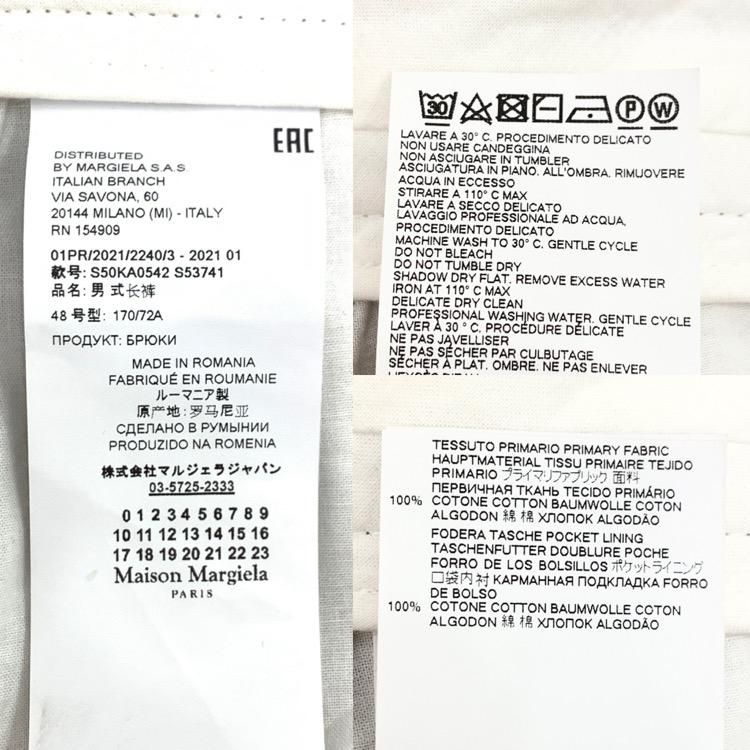 EAC
DISTRIBUTED
BY MARGIELA S.A.S
ITALIAN BRANCH
VIA SAVONA, 60
20144 MILANO (MI) - ITALY
RN 154909
01PR/2021/2240/3 - 2021 01
款号: S50KA0542 S53741
品名: 男 式长裤
48 号型: 170/72A
ПРОДУКТ: БРЮКИ
MADE IN ROMANIA
FABRIQUÉ EN ROUMANIE
ルーマニア製
原产地: 罗马尼亚
СДЕЛАНО В РУМЫНИИ
PRODUZIDO NA ROMENIA
株式会社マルジェラジャパン
03-5725-2333
0 1 2 3 4 5 6 7 8 9
10 11 12 13 14 15 16
17 18 19 20 21 22 23
Maison Margiela
PARIS
30 P W
LAVARE A 30° C. PROCEDIMENTO DELICATO
NON USARE CANDEGGINA
NON ASCIUGARE IN TUMBLER
ASCIUGATURA IN PIANO. ALL'OMBRA. RIMUOVERE
ACQUA IN ECCESSO
STIRARE A 110° C MAX
LAVARE A SECCO DELICATO
LAVAGGIO PROFESSIONALE AD ACQUA,
PROCEDIMENTO DELICATO
MACHINE WASH TO 30° C. GENTLE CYCLE
DO NOT BLEACH
DO NOT TUMBLE DRY
SHADOW DRY FLAT. REMOVE EXCESS WATER
IRON AT 110° C MAX
DELICATE DRY CLEAN
PROFESSIONAL WASHING WATER, GENTLE CYCLE
LAVER À 30° C. PROCÉDURE DÉLICATE
NE PAS JAVELLISER
NE PAS SÉCHER PAR CULBUTAGE
SÉCHER À PLAT. OMBRE. NE PAS ENLEVER
TESSUTO PRIMARIO PRIMARY FABRIC
HAUPTMATERIAL TISSU PRIMAIRE TEJIDO
PRIMARIO プライマリファブリック 面料
ПЕРВИЧНАЯ ТКАНЬ TECIDO PRIMÁRIO
100% COTONE COTTON BAUMWOLLE COTON
ALGODON 綿 棉 ХЛОПОК ALGODÃO
FODERA TASCHE POCKET LINING
TASCHENFUTTER DOUBLURE POCHE
FORRO DE LOS BOLSILLOS ポケットライニング
口袋内衬 КАРМАННАЯ ПОДКЛАДКА FORRO
DE BOLSO
100% COTONE COTTON BAUMWOLLE COTON
ALGODON 綿 棉 ХЛОПОК ALGODÃO